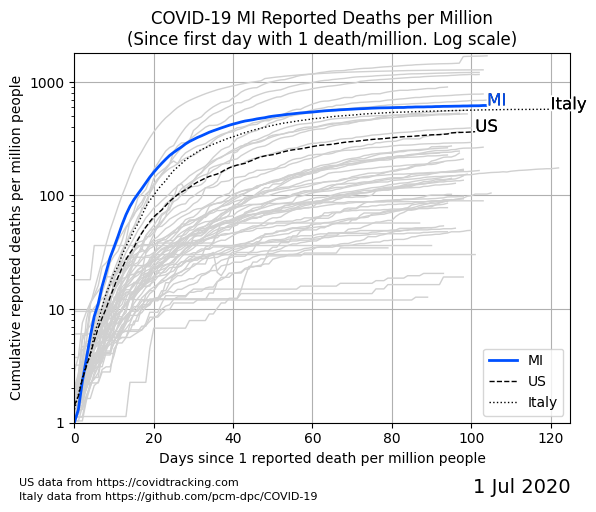 COVID-19 MI Reported Deaths per Million
(Since first day with 1 death/million. Log scale)
Cumulative reported deaths per million people
1000
100
10
1
MI
Italy
US
MI
US
Italy
0
20
40
60
80
100
120
Days since 1 reported death per million people
US data from https://covidtracking.com
Italy data from https://github.com/pcm-dpc/COVID-19
1 Jul 2020